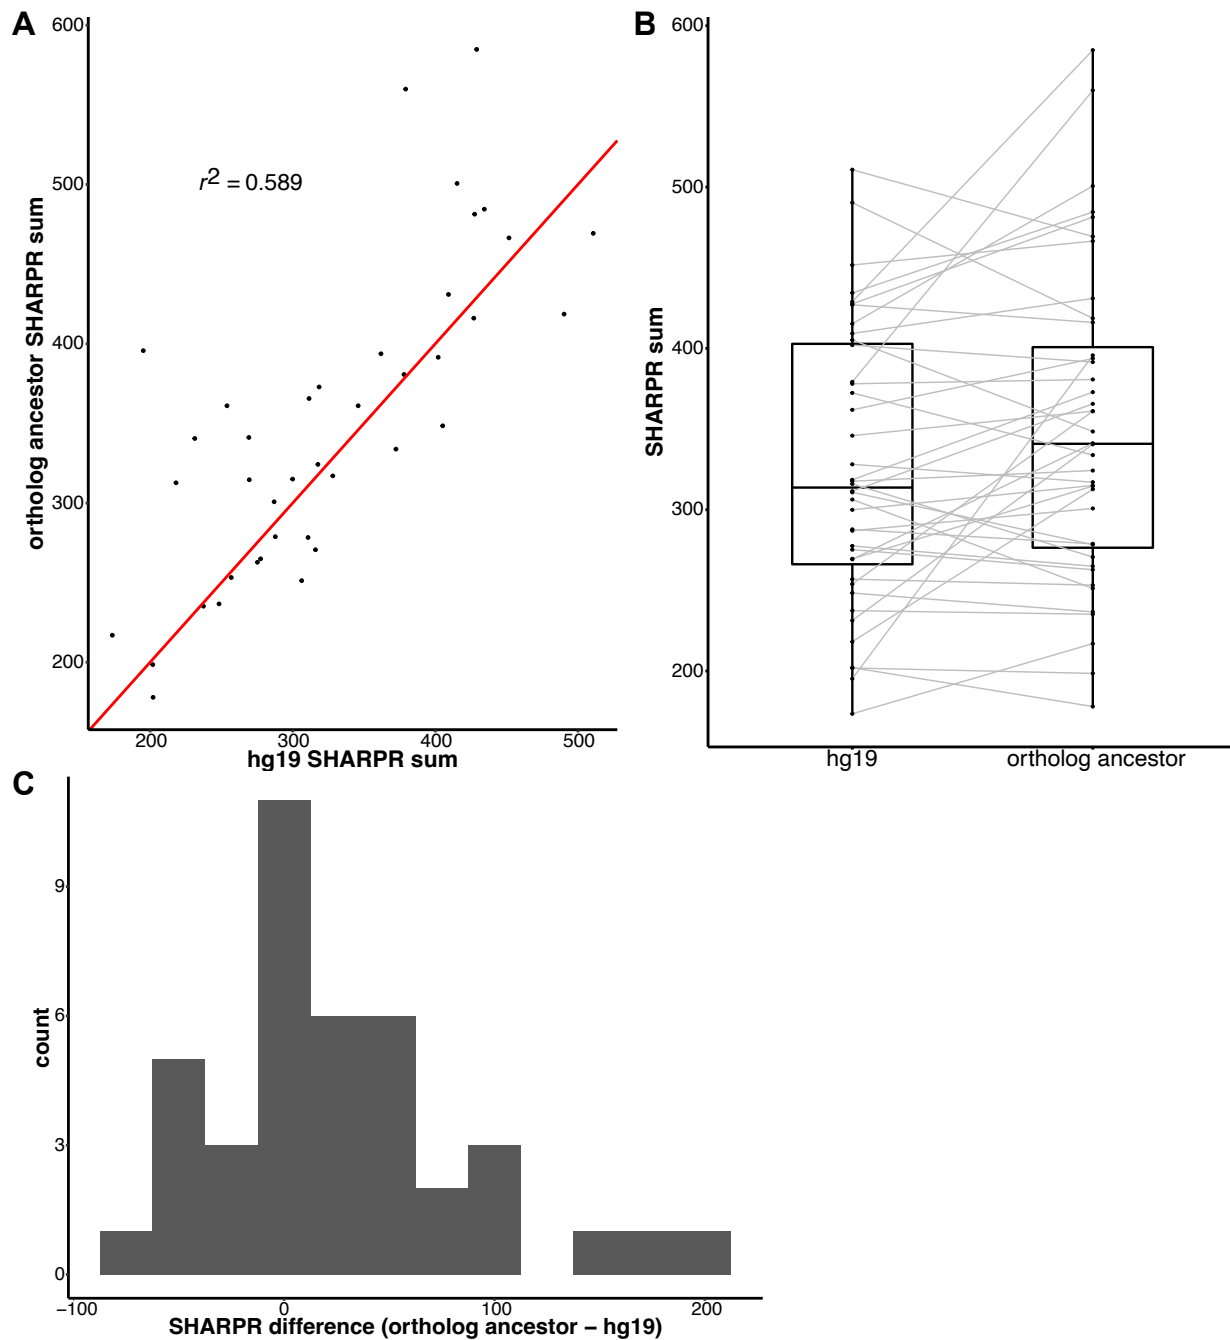 A
600
500
400
300
200
ortholog ancestor SHARPR sum
r2 = 0.589
200 300 400 500
hg19 SHARPR sum
B
600
500
400
300
200
SHARPR sum
hg19 ortholog ancestor
C
9
6
3
0
count
−100 0 100 200
SHARPR difference (ortholog ancestor − hg19)